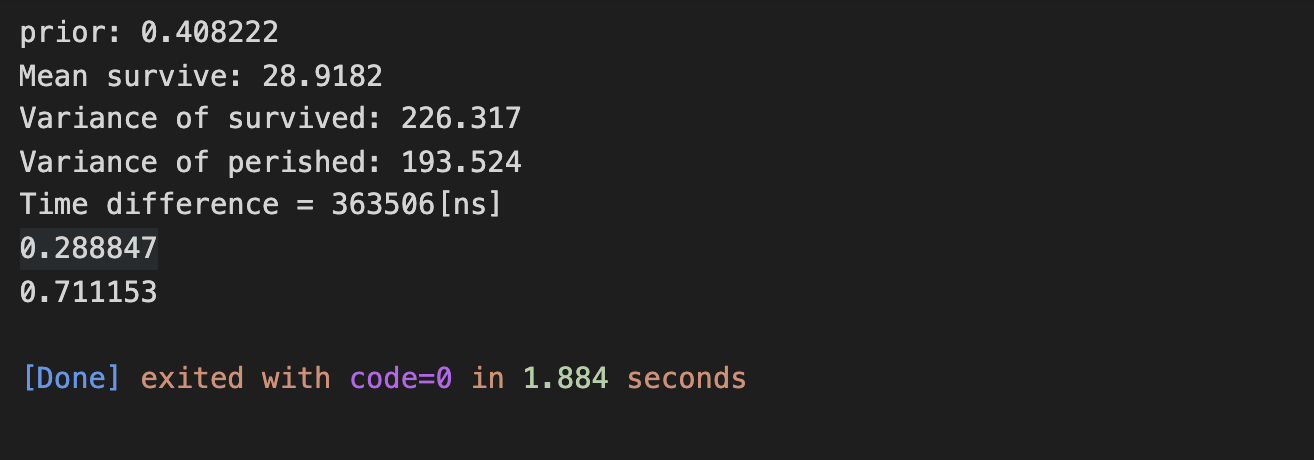 prior: 0.408222
Mean survive: 28.9182
Variance of survived: 226.317
Variance of perished: 193.524
Time difference = 363506[ns]
0.288847
0.711153
[Done] exited with code=0 in 1.884 seconds